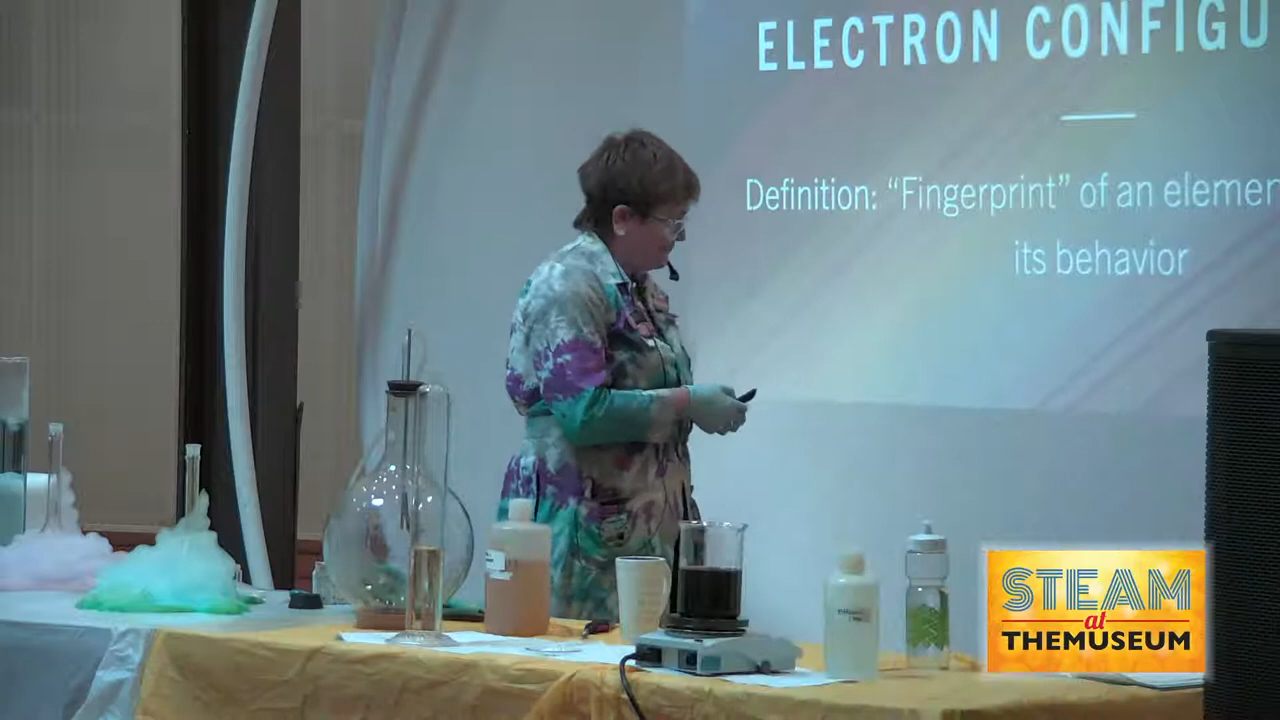 ELECTRON CONFIGU
Definition: “Fingerprint” of an elemen
its behavior
STEAM
at
THEMUSEUM